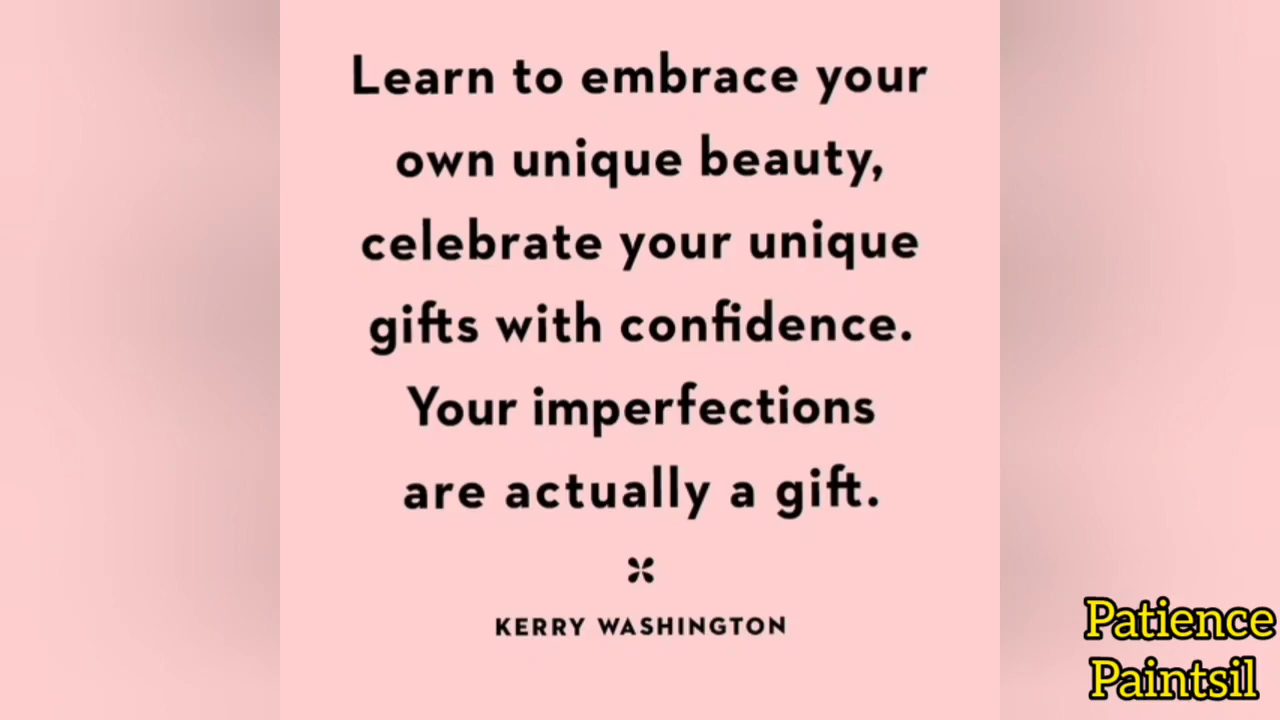 Learn to embrace your
own unique beauty,
celebrate your unique
gifts with confidence.
Your imperfections
are actually a gift.
KERRY WASHINGTON
Patience
Paintsil